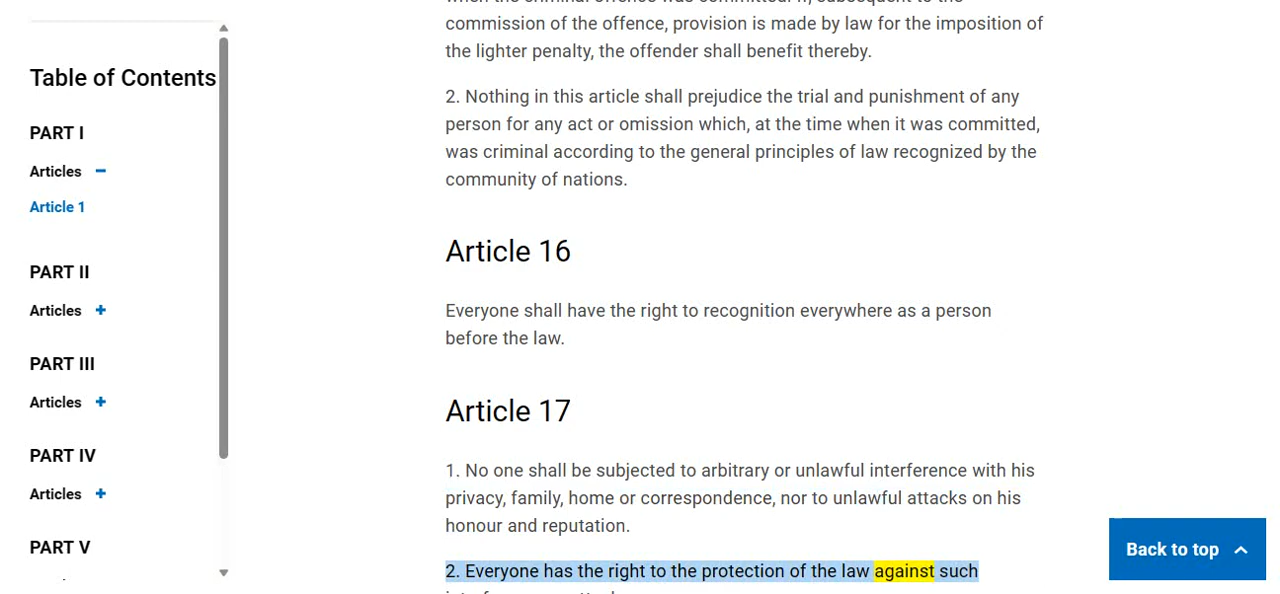 Table of Contents
PART I
Articles
Article 1
PART II
Articles
PART III
Articles
PART IV
Articles
PART V
commission of the offence, provision is made by law for the imposition of
the lighter penalty, the offender shall benefit thereby.
2. Nothing in this article shall prejudice the trial and punishment of any
person for any act or omission which, at the time when it was committed,
was criminal according to the general principles of law recognized by the
community of nations.
Article 16
Everyone shall have the right to recognition everywhere as a person
before the law.
Article 17
1. No one shall be subjected to arbitrary or unlawful interference with his
privacy, family, home or correspondence, nor to unlawful attacks on his
honour and reputation.
2. Everyone has the right to the protection of the law against such
Back to top